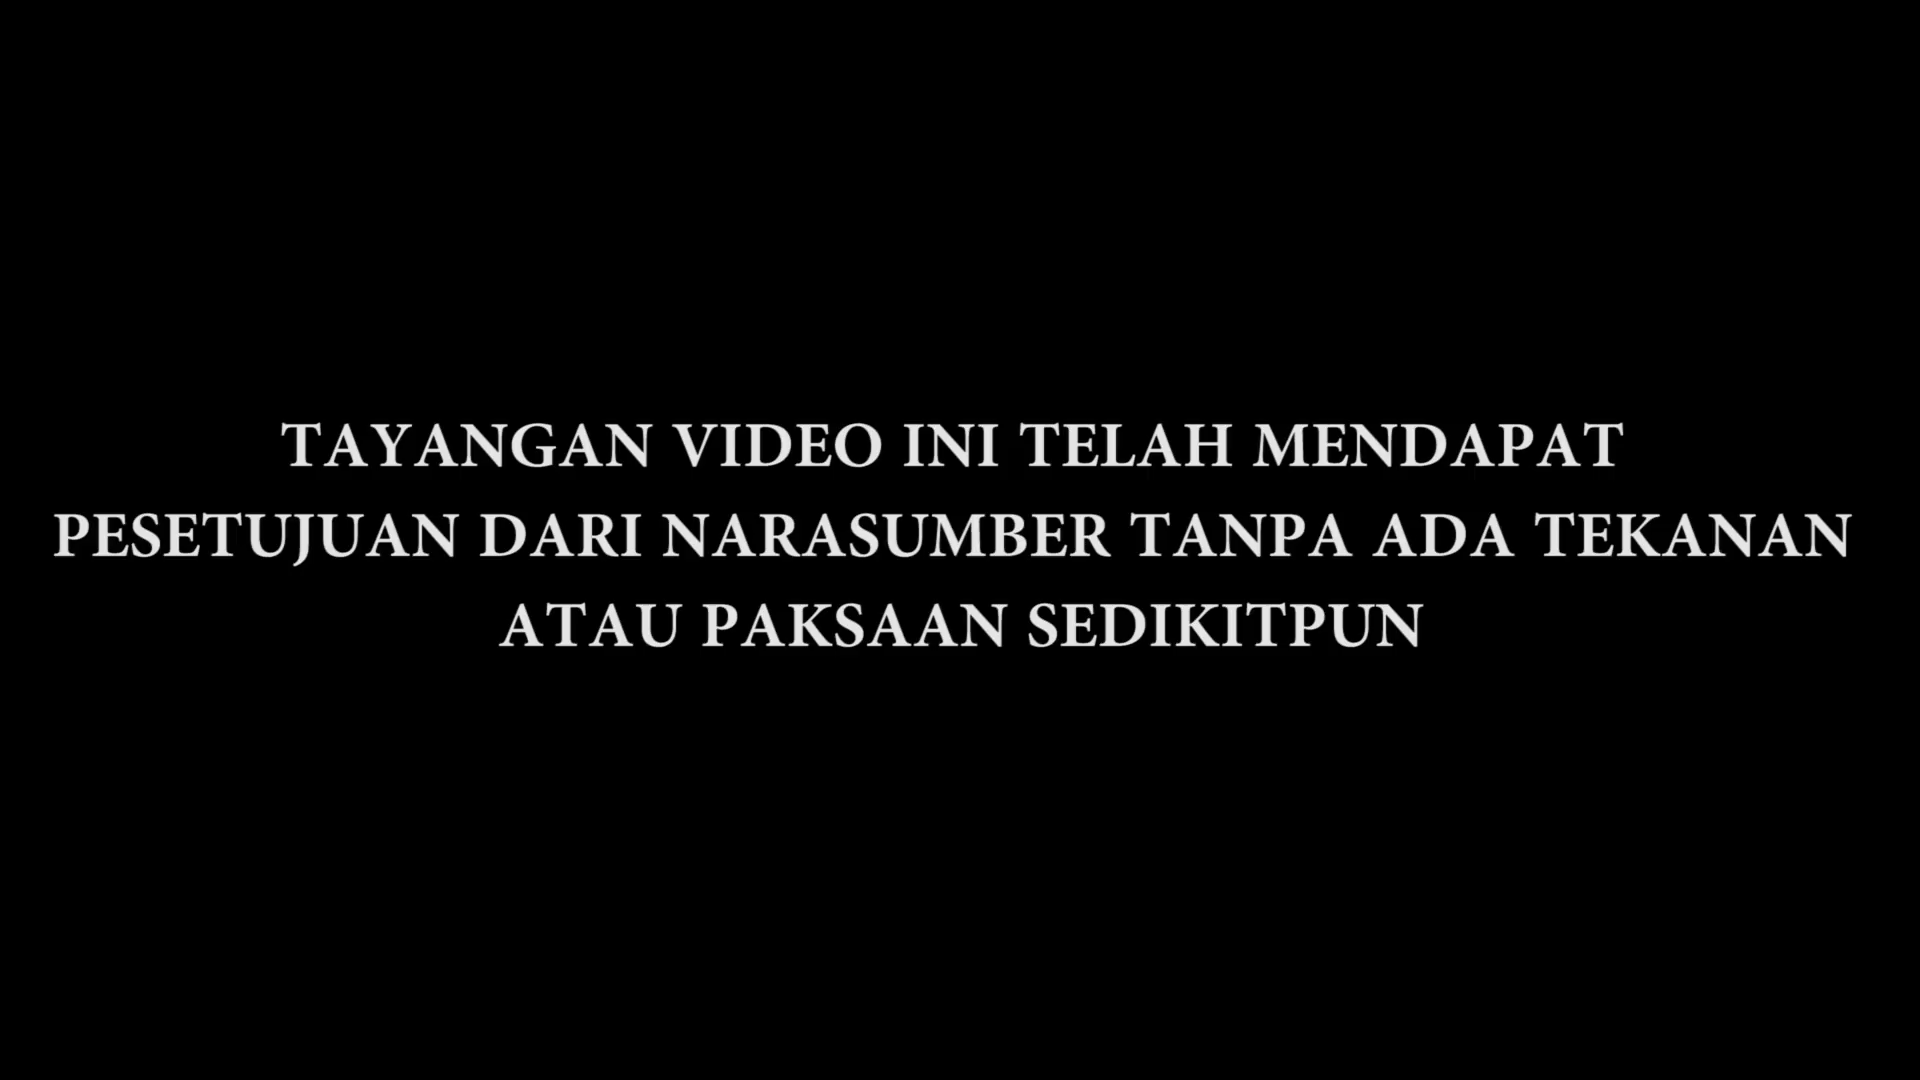 TAYANGAN VIDEO INI TELAH MENDAPAT
PESETUJUAN DARI NARASUMBER TANPA ADA TEKANAN
ATAU PAKSAAN SEDIKITPUN